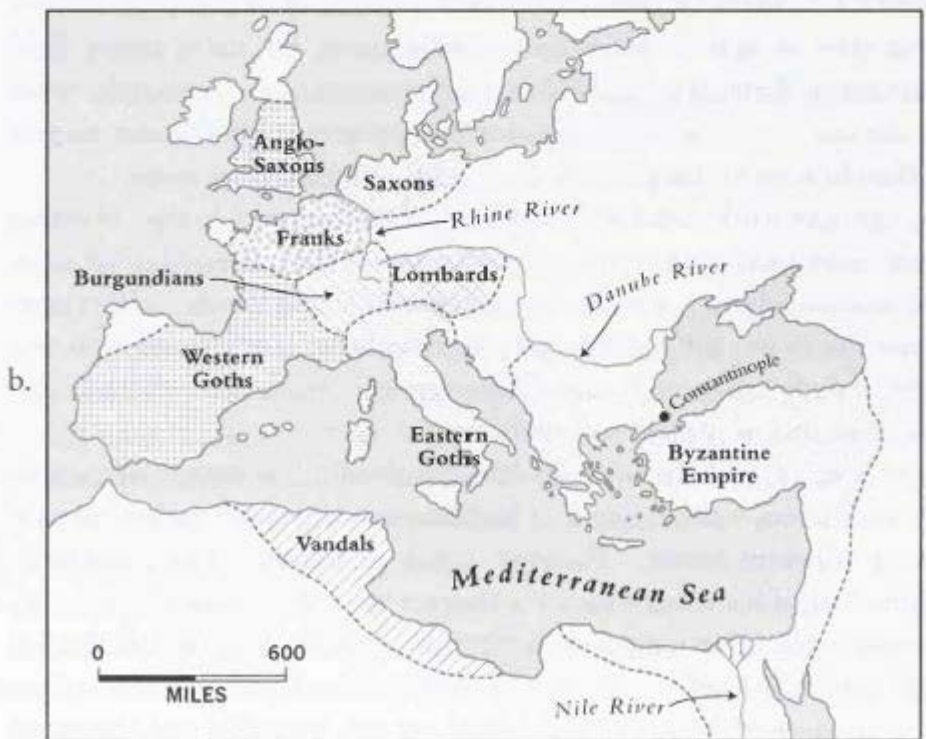 Anglo-
Saxons
Saxons
Rhine River
Franks
Burgundians
Lombards
Danube River
Western
Goths
b.
Constantinople
Eastern
Goths
Byzantine
Empire
Vandals
Mediterranean Sea
0 600
MILES
Nile River